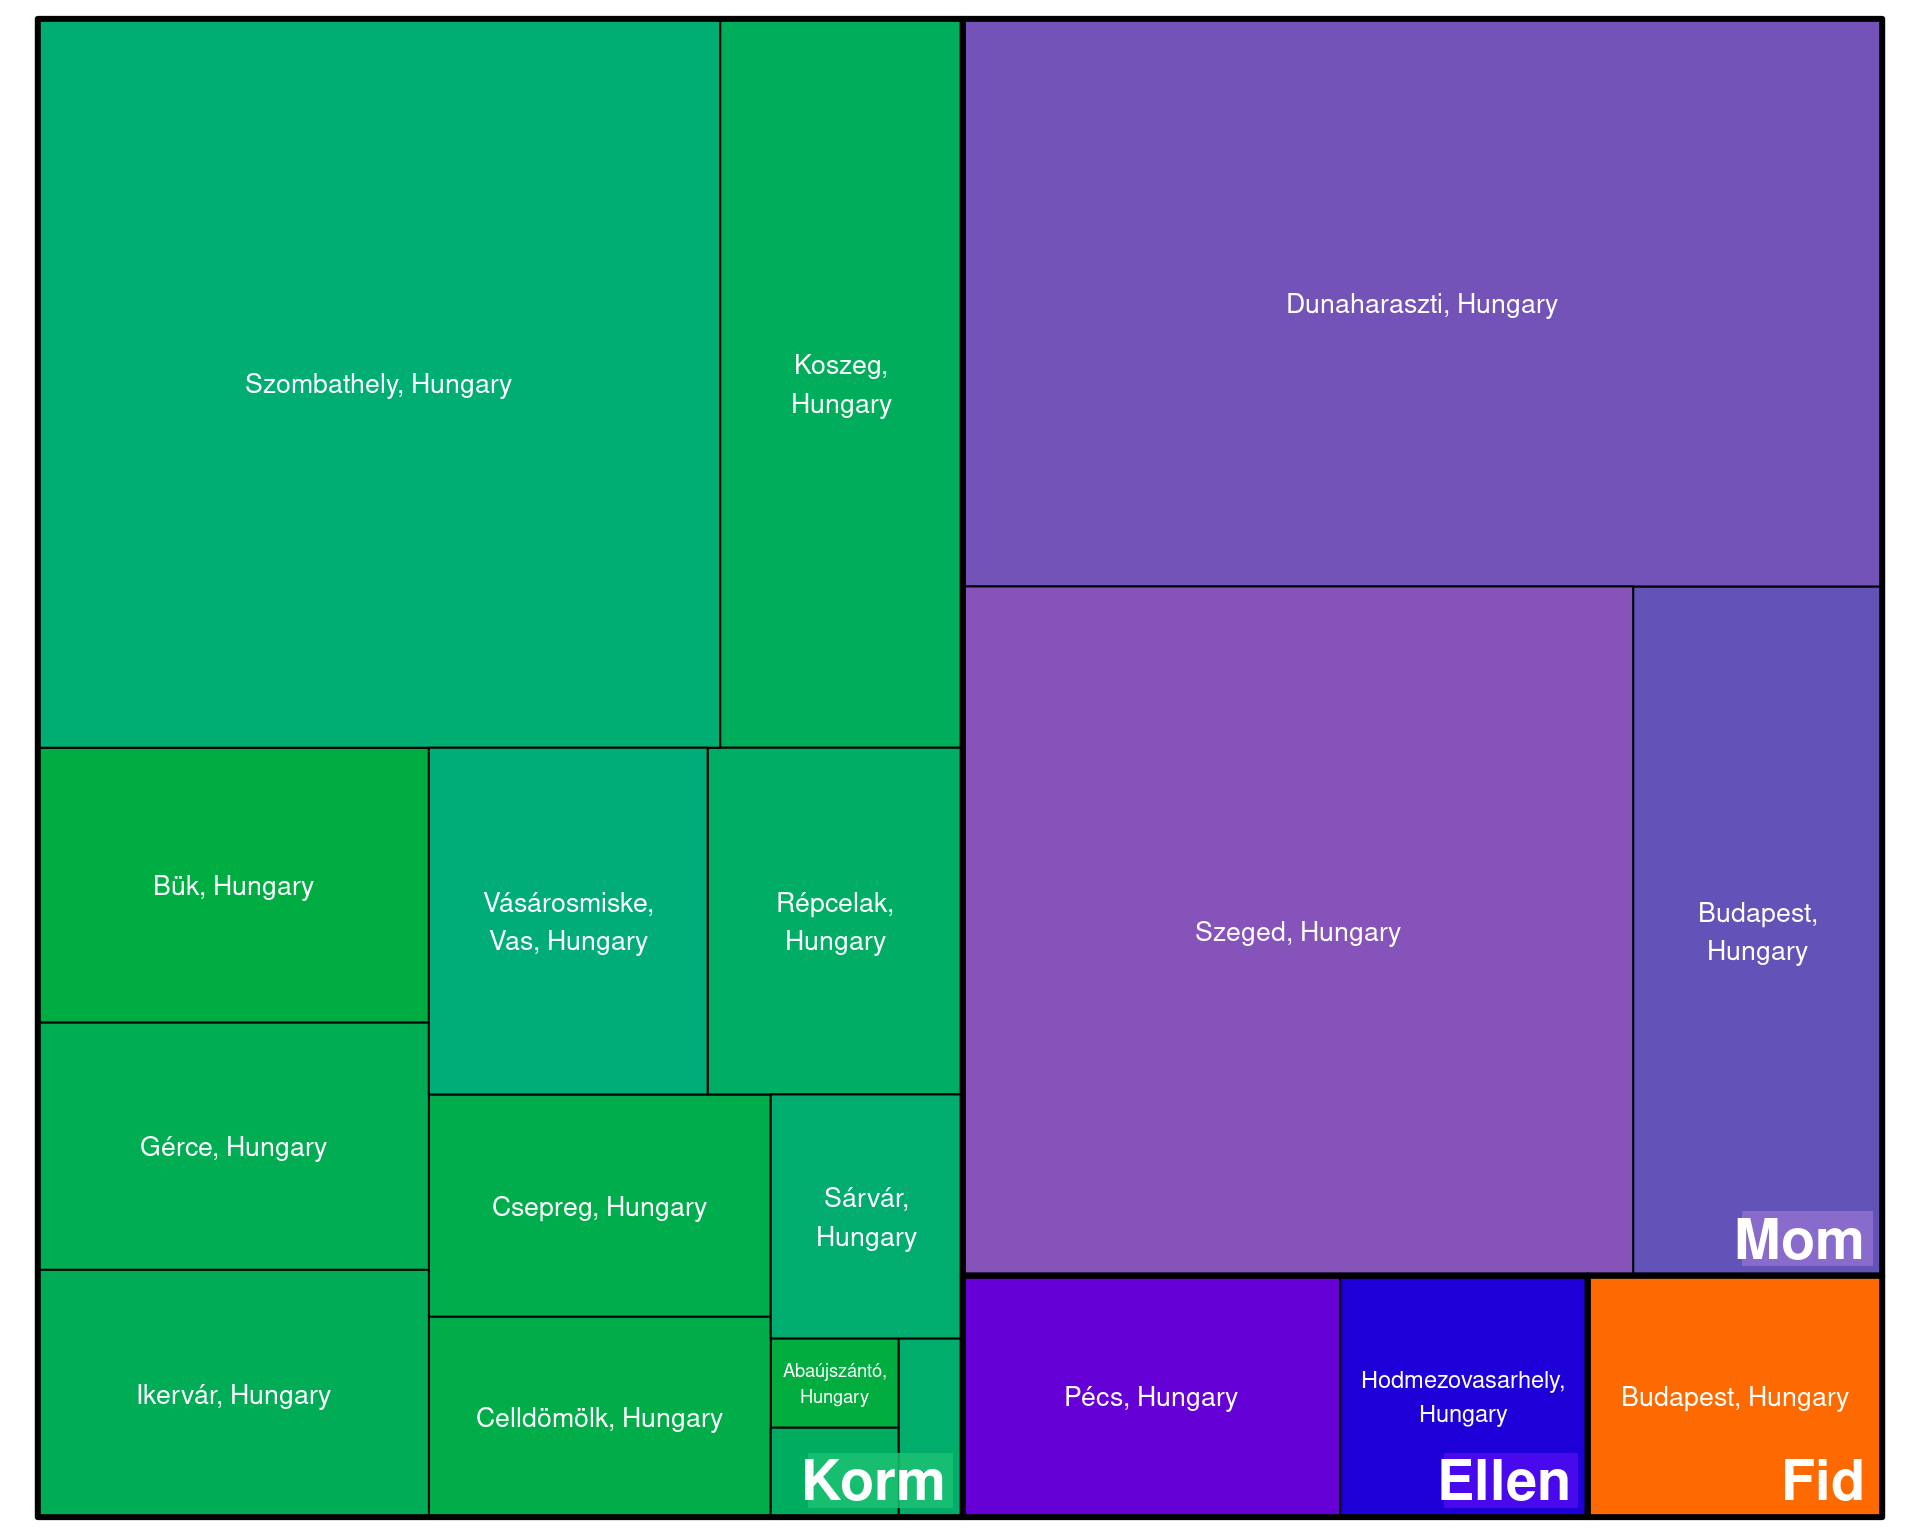 Szombathely, Hungary
Koszeg,
Hungary
Bük, Hungary
Vásárosmiske,
Vas, Hungary
Répcelak,
Hungary
Gérce, Hungary
Csepreg, Hungary
Sárvár,
Hungary
Ikervár, Hungary
Celldömölk, Hungary
Abaújszántó,
Hungary
Korm
Dunaharaszti, Hungary
Szeged, Hungary
Budapest,
Hungary
Mom
Pécs, Hungary
Hodmezovasarhely,
Hungary
Ellen
Budapest, Hungary
Fid